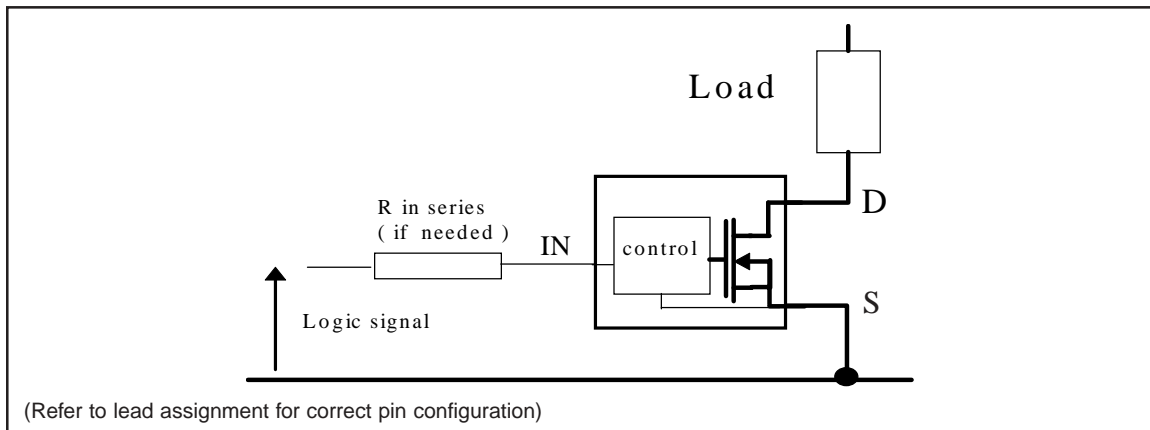 Load
D
R in series
( if needed )
IN
control
S
Logic signal
(Refer to lead assignment for correct pin configuration)